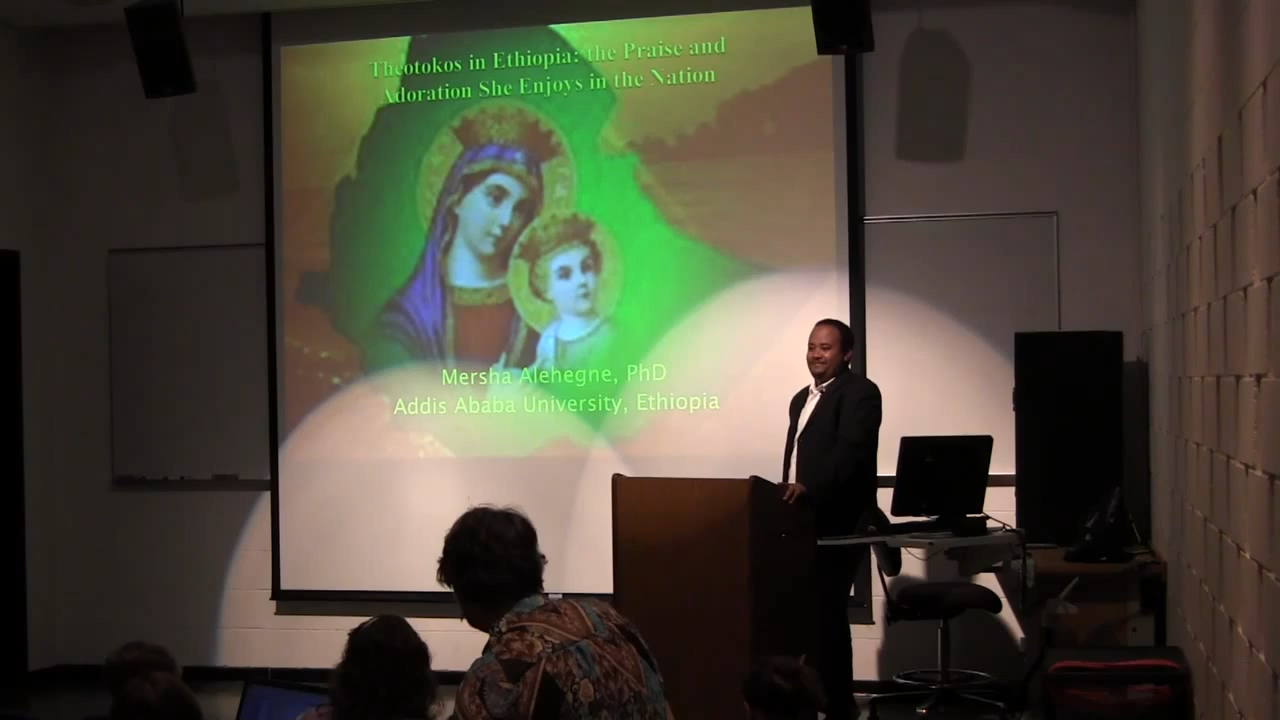 Theotokos in Ethiopia: the Praise and
Adoration She Enjoys in the Nation
Mersha Alehegne, PhD
Addis Ababa University, Ethiopia